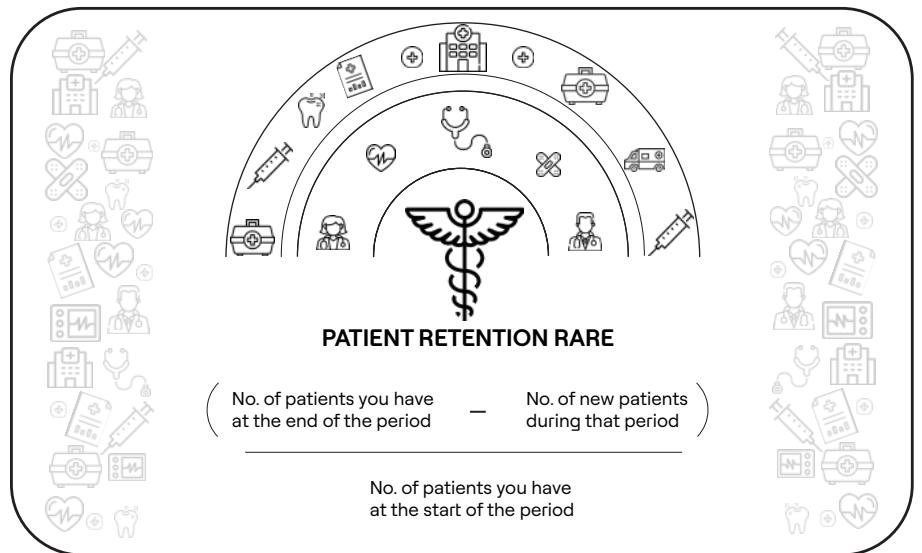 PATIENT RETENTION RARE
No. of patients you have
at the end of the period
–
No. of new patients
during that period
No. of patients you have
at the start of the period